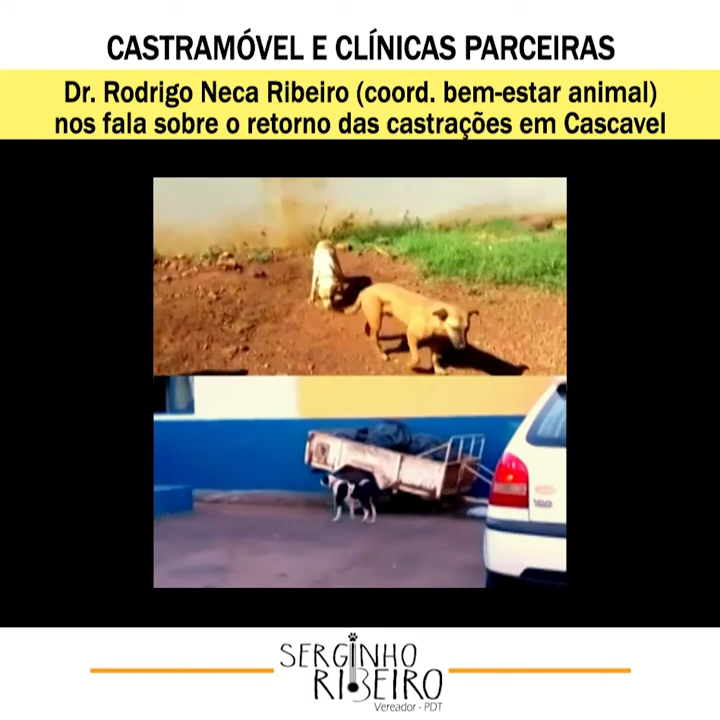 CASTRAMÓVEL E CLÍNICAS PARCEIRAS
Dr. Rodrigo Neca Ribeiro (coord. bem-estar animal)
nos fala sobre o retorno das castrações em Cascavel
SERGINHO
RIBEIRO
Vereador - PDT